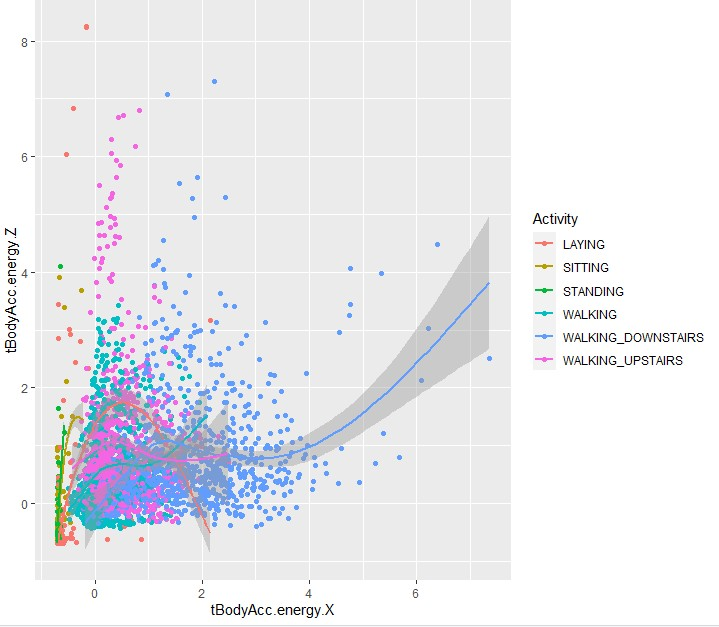 8
6
4
2
0
tBodyAcc.energy.Z
0 2 4 6
tBodyAcc.energy.X
Activity
LAYING
SITTING
STANDING
WALKING
WALKING_DOWNSTAIRS
WALKING_UPSTAIRS